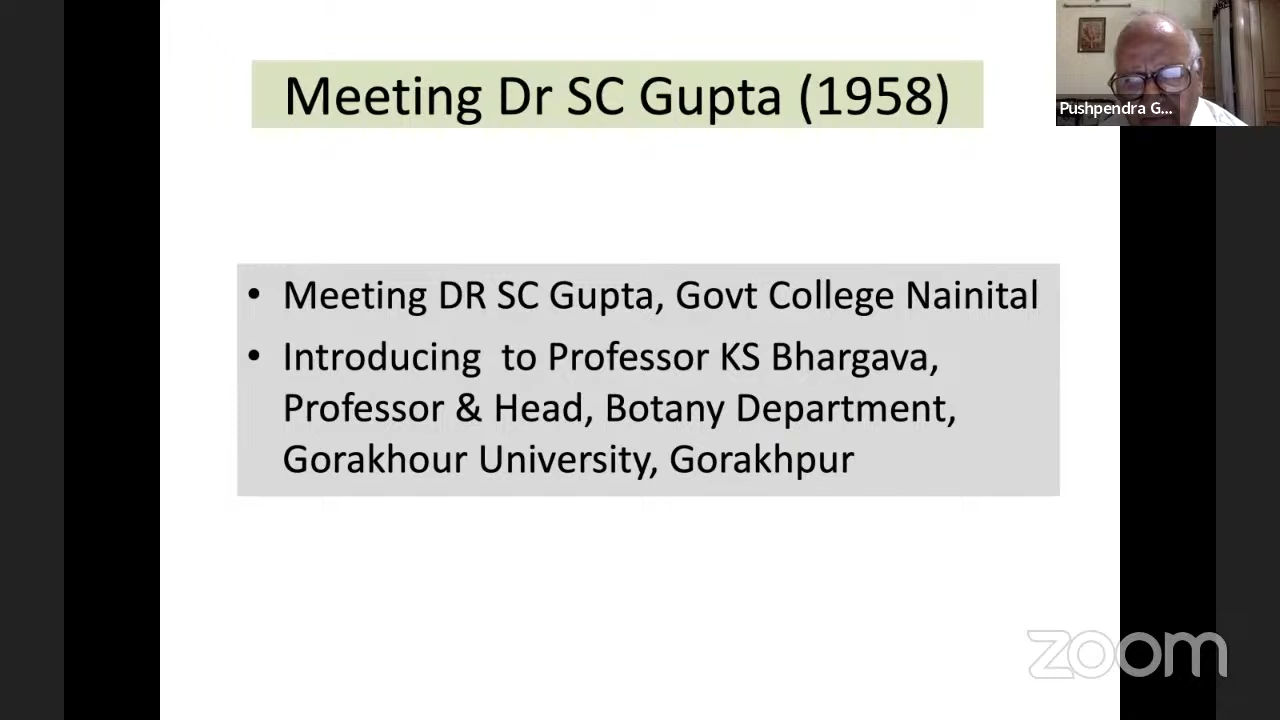 Meeting Dr SC Gupta (1958)
Pushpendra G...
• Meeting DR SC Gupta, Govt College Nainital
• Introducing to Professor KS Bhargava,
Professor & Head, Botany Department,
Gorakhour University, Gorakhpur
zoom